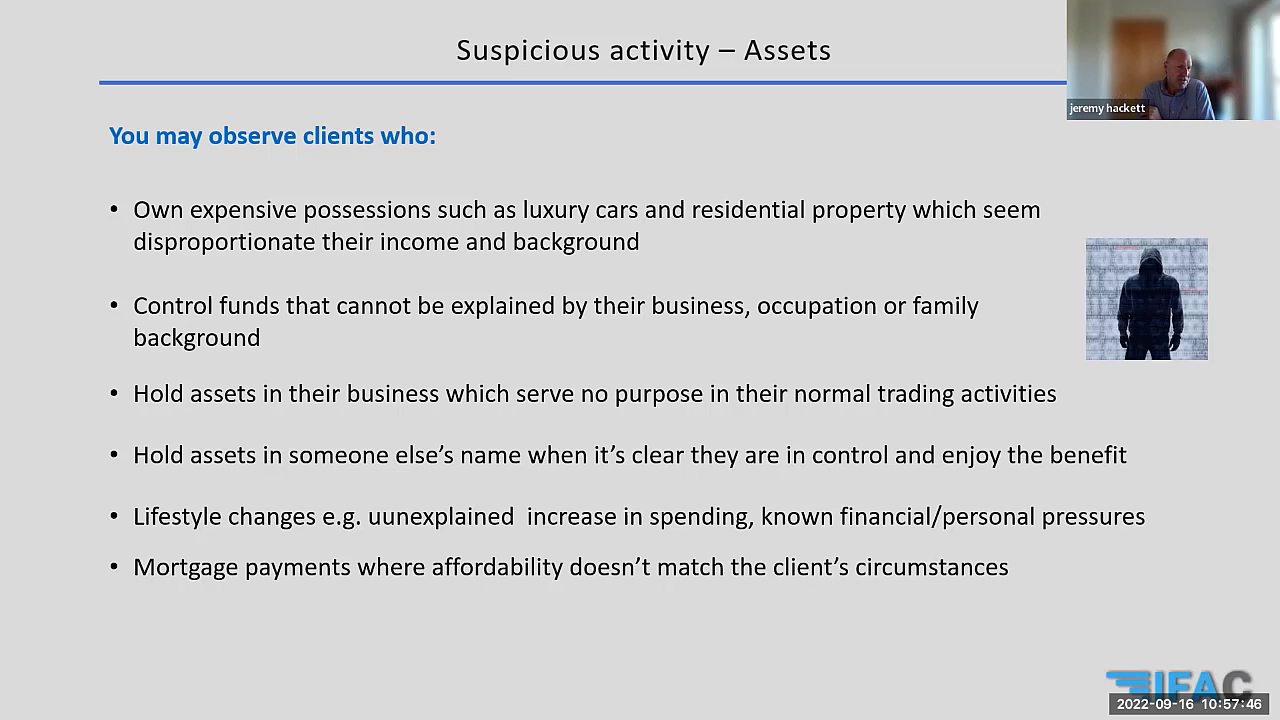 Suspicious activity – Assets
jeremy hackett
You may observe clients who:
• Own expensive possessions such as luxury cars and residential property which seem
disproportionate their income and background
• Control funds that cannot be explained by their business, occupation or family
background
• Hold assets in their business which serve no purpose in their normal trading activities
• Hold assets in someone else’s name when it’s clear they are in control and enjoy the benefit
• Lifestyle changes e.g. uunexplained  increase in spending, known financial/personal pressures
• Mortgage payments where affordability doesn’t match the client’s circumstances
IFAC
2022-09-16 10:57:46